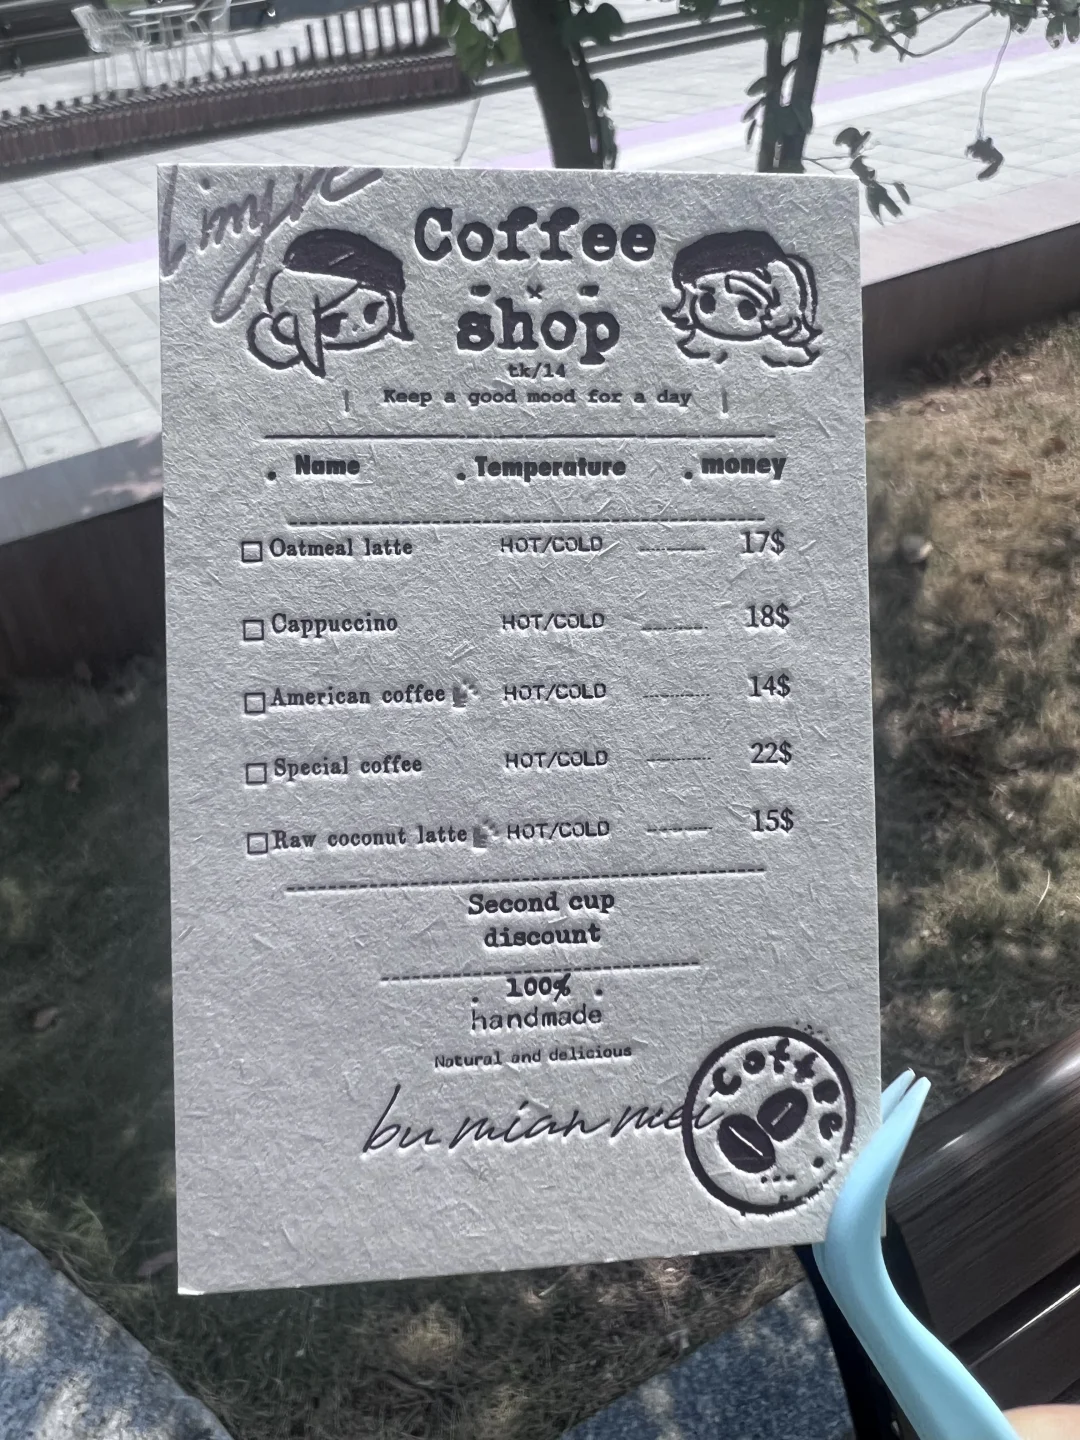 Coffee
shop
tk/14
Keep a good mood for a day
. Name . Temperature . money
Oatmeal latte HOT/COLD 17$
Cappuccino HOT/COLD 18$
American coffee HOT/COLD 14$
Special coffee HOT/COLD 22$
Raw coconut latte HOT/COLD 15$
Second cup
discount
. 100% .
handmade
Natural and delicious
bu mian mei
Coffee